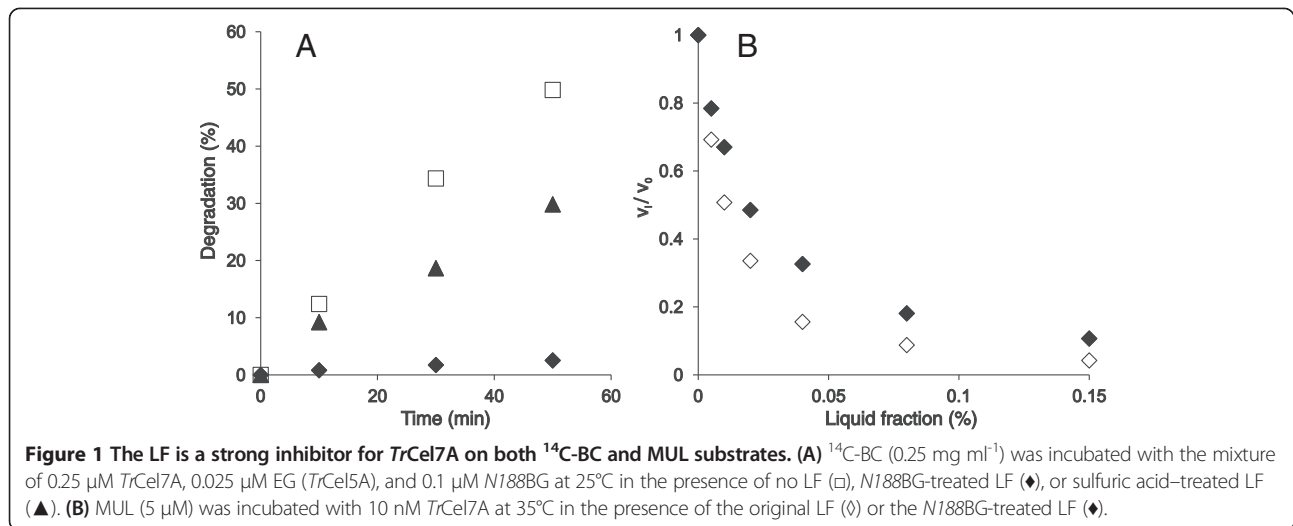 A
60
50
40
30
20
10
0
Degradation (%)
0 20 40 60
Time (min)
B
1
0.8
0.6
0.4
0.2
0
v_I/ v_0
0 0.05 0.1 0.15
Liquid fraction (%)
Figure 1 The LF is a strong inhibitor for TrCel7A on both ¹⁴C-BC and MUL substrates. (A) ¹⁴C-BC (0.25 mg ml⁻¹) was incubated with the mixture
of 0.25 μM TrCel7A, 0.025 μM EG (TrCel5A), and 0.1 μM N188BG at 25°C in the presence of no LF (□), N188BG-treated LF (♦), or sulfuric acid–treated LF
(▲). (B) MUL (5 μM) was incubated with 10 nM TrCel7A at 35°C in the presence of the original LF (◊) or the N188BG-treated LF (♦).